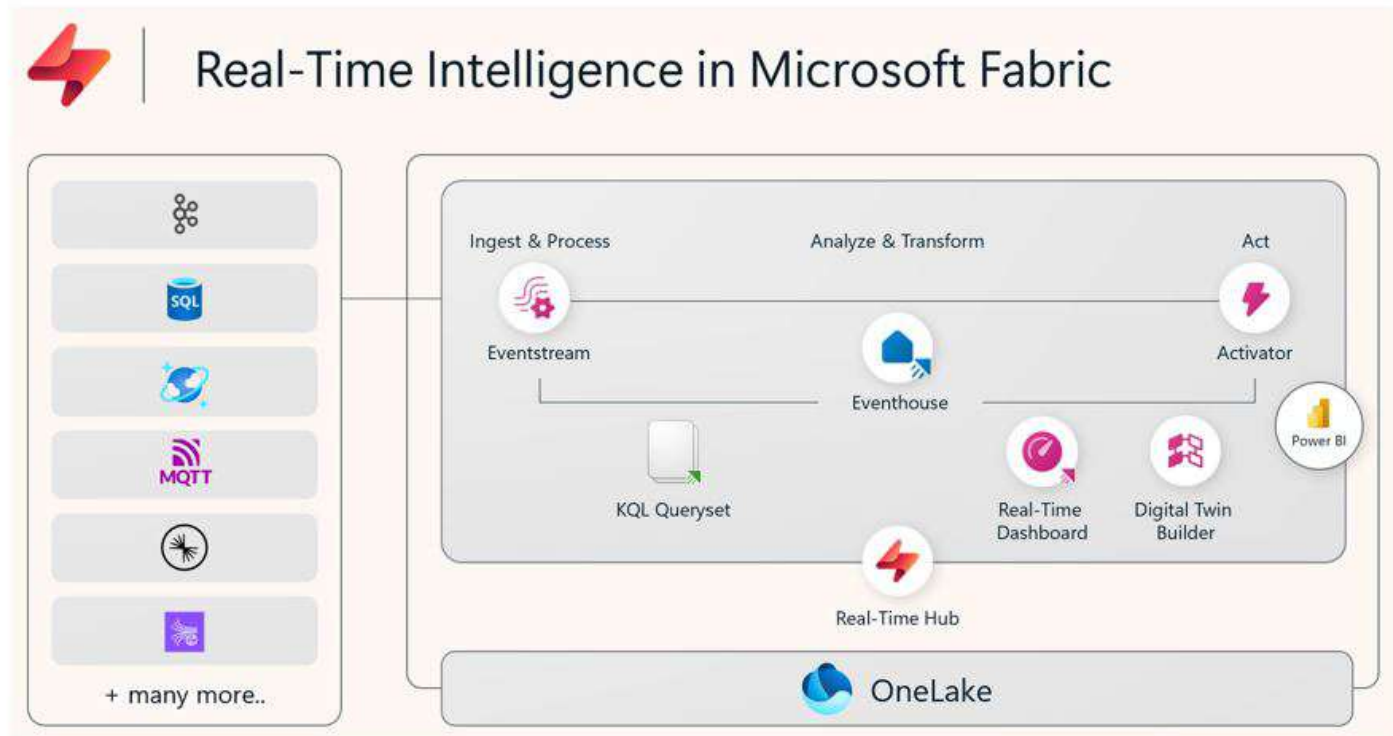 Real-Time Intelligence in Microsoft Fabric
SQL
MQTT
+ many more..
Ingest & Process
Analyze & Transform
Act
Eventstream
Eventhouse
Activator
Power BI
KQL Queryset
Real-Time
Dashboard
Digital Twin
Builder
Real-Time Hub
OneLake